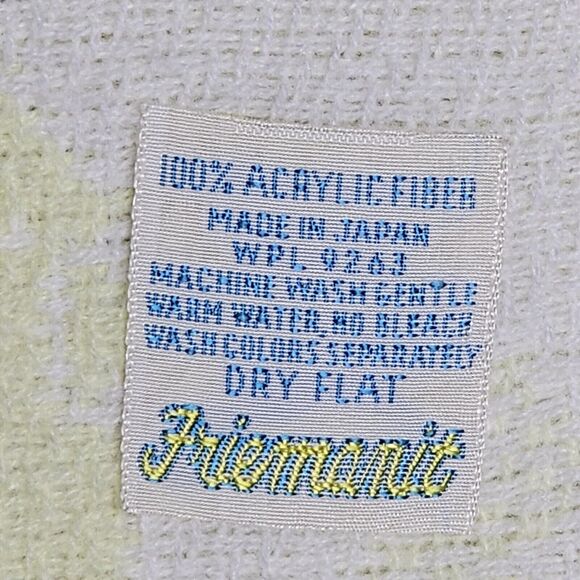 100% ACRYLIC FIBER
MADE IN JAPAN
WPL 9263
MACHINE WASH GENTLE
WARM WATER, NO BLEACH
WASH COLORS SEPARATELY
DRY FLAT
Friemanit